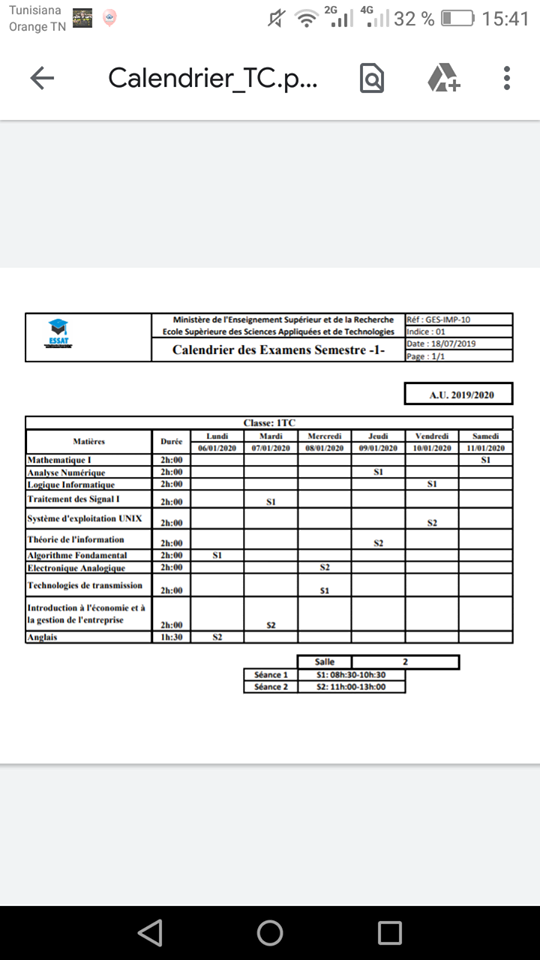 Tunisiana
Orange TN
2G 4G 32 % 15:41
Calendrier_TC.p...
ESSAT
Ministère de l'Enseignement Supérieur et de la Recherche
Ecole Supèrieure des Sciences Appliquées et de Technologies
Calendrier des Examens Semestre -1-
Réf : GES-IMP-10
Indice : 01
Date : 18/07/2019
Page : 1/1
A.U. 2019/2020
Classe: 1TC
Matières Durée Lundi Mardi Mercredi Jeudi Vendredi Samedi
06/01/2020 07/01/2020 08/01/2020 09/01/2020 10/01/2020 11/01/2020
Mathematique I 2h:00 S1
Analyse Numérique 2h:00 S1
Logique Informatique 2h:00 S1
Traitement des Signal I 2h:00 S1
Système d'exploitation UNIX 2h:00 S2
Théorie de l'information 2h:00 S2
Algorithme Fondamental 2h:00 S1
Electronique Analogique 2h:00 S2
Technologies de transmission 2h:00 S1
Introduction à l'économie et à
la gestion de l'entreprise 2h:00 S2
Anglais 1h:30 S2
Salle 2
Séance 1 S1: 08h:30-10h:30
Séance 2 S2: 11h:00-13h:00